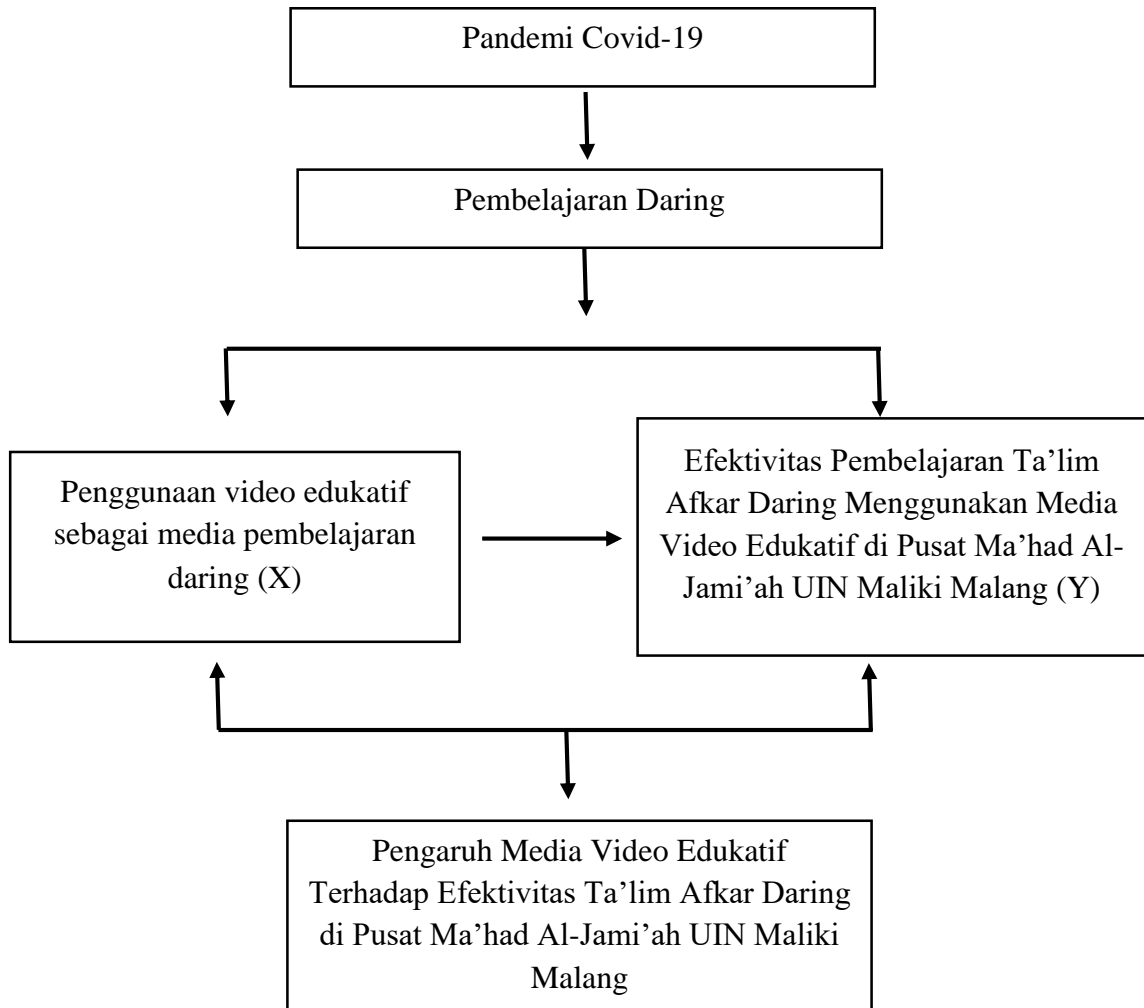 Pandemi Covid-19
Pembelajaran Daring
Penggunaan video edukatif
sebagai media pembelajaran
daring (X)
Efektivitas Pembelajaran Ta’lim
Afkar Daring Menggunakan Media
Video Edukatif di Pusat Ma’had Al-
Jami’ah UIN Maliki Malang (Y)
Pengaruh Media Video Edukatif
Terhadap Efektivitas Ta’lim Afkar Daring
di Pusat Ma’had Al-Jami’ah UIN Maliki
Malang